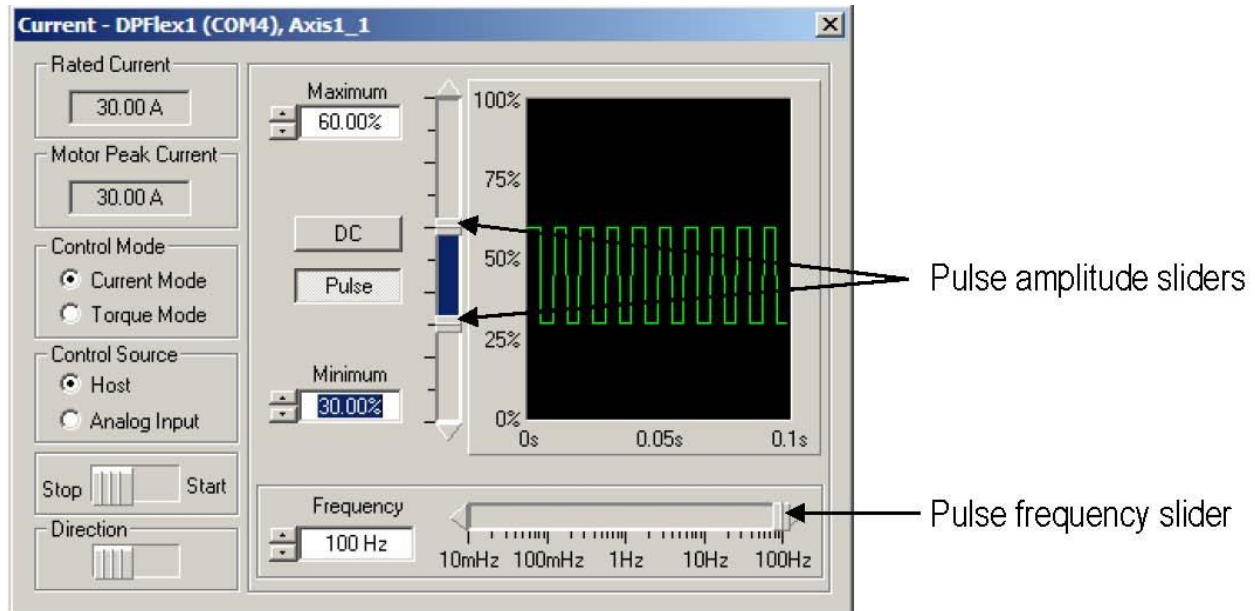 Current - DPFlex1 (COM4), Axis1_1
Rated Current
30.00 A
Motor Peak Current
30.00 A
Control Mode
Current Mode
Torque Mode
Control Source
Host
Analog Input
Stop
Start
Direction
Maximum
60.00%
DC
Pulse
Minimum
30.00%
100%
75%
50%
25%
0%
0s 0.05s 0.1s
Frequency
100 Hz
10mHz 100mHz 1Hz 10Hz 100Hz
Pulse amplitude sliders
Pulse frequency slider